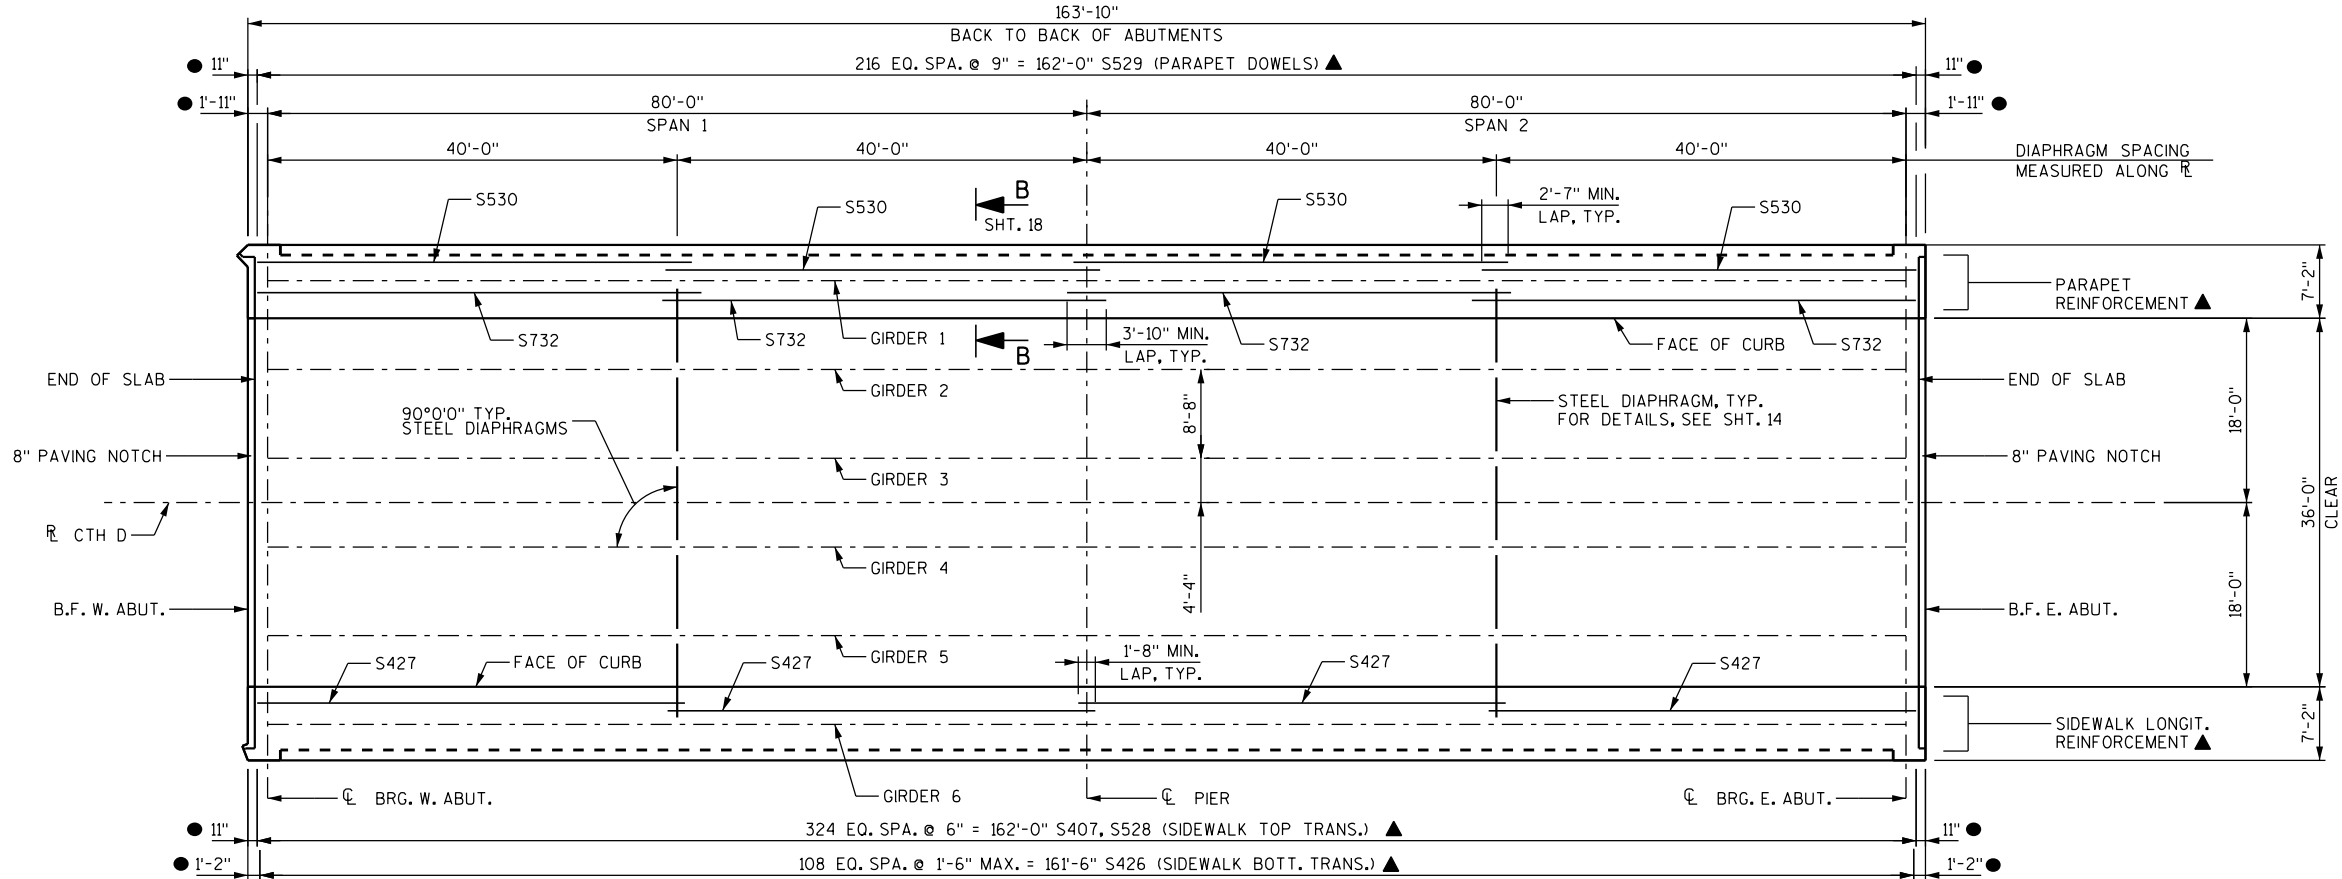 163'-10"
BACK TO BACK OF ABUTMENTS
● 11"
216 EQ. SPA. @ 9" = 162'-0" S529 (PARAPET DOWELS) ▲
11" ●
● 1'-11"
80'-0"
80'-0"
1'-11" ●
SPAN 1
SPAN 2
40'-0"
40'-0"
40'-0"
40'-0"
DIAPHRAGM SPACING
MEASURED ALONG RL
S530
S530
B
SHT. 18
S530
2'-7" MIN.
LAP, TYP.
S530
7'-2"
PARAPET
REINFORCEMENT ▲
S732
S732
GIRDER 1
B
3'-10" MIN.
LAP, TYP.
S732
FACE OF CURB
S732
END OF SLAB
GIRDER 2
END OF SLAB
90°0'0" TYP.
STEEL DIAPHRAGMS
8'-8"
STEEL DIAPHRAGM, TYP.
FOR DETAILS, SEE SHT. 14
18'-0"
8" PAVING NOTCH
8" PAVING NOTCH
GIRDER 3
36'-0"
CLEAR
RL CTH D
GIRDER 4
4'-4"
18'-0"
B.F. W. ABUT.
B.F. E. ABUT.
S427
FACE OF CURB
S427
GIRDER 5
1'-8" MIN.
LAP, TYP.
S427
S427
7'-2"
SIDEWALK LONGIT.
REINFORCEMENT ▲
CL BRG. W. ABUT.
GIRDER 6
CL PIER
CL BRG. E. ABUT.
● 11"
324 EQ. SPA. @ 6" = 162'-0" S407, S528 (SIDEWALK TOP TRANS.) ▲
11" ●
● 1'-2"
108 EQ. SPA. @ 1'-6" MAX. = 161'-6" S426 (SIDEWALK BOTT. TRANS.) ▲
1'-2" ●